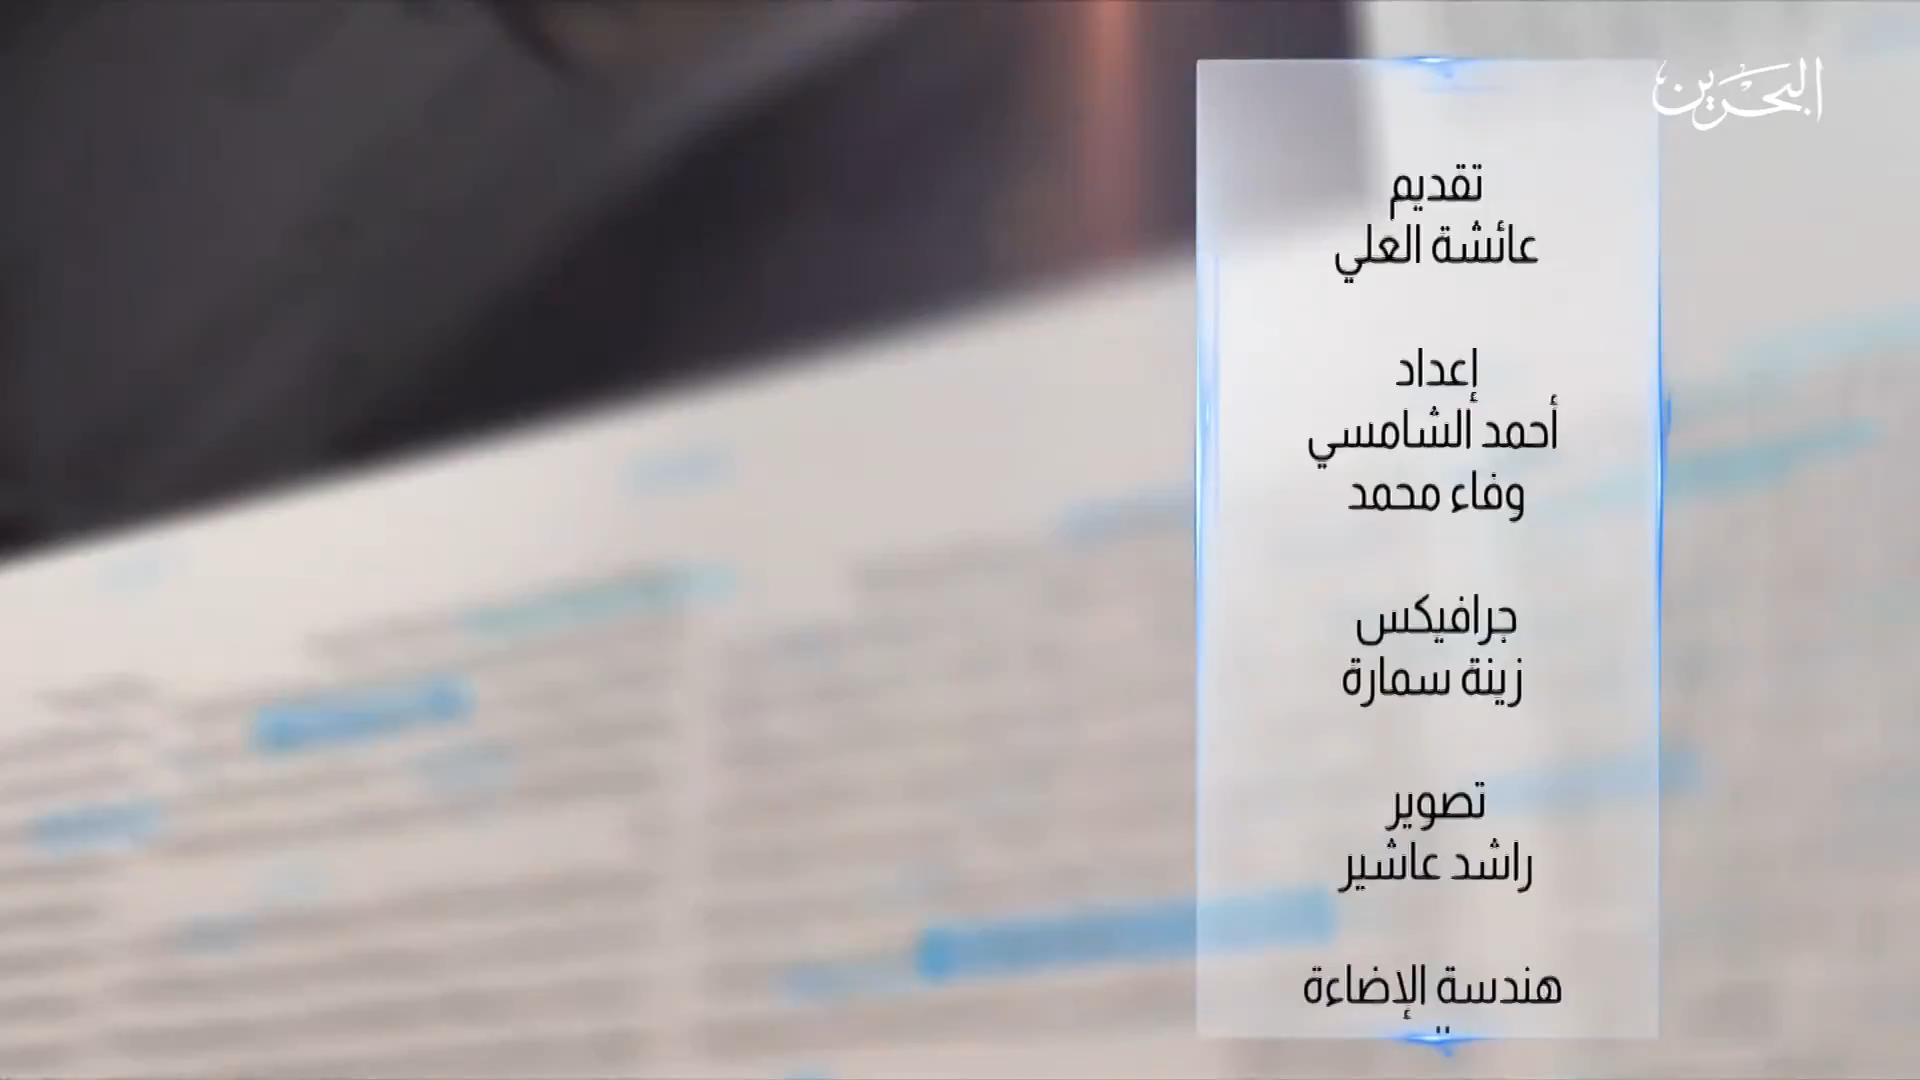 البحرين
تقديم
عائشة العلي
إعداد
أحمد الشامسي
وفاء محمد
جرافيكس
زينة سمارة
تصوير
راشد عاشير
هندسة الإضاءة